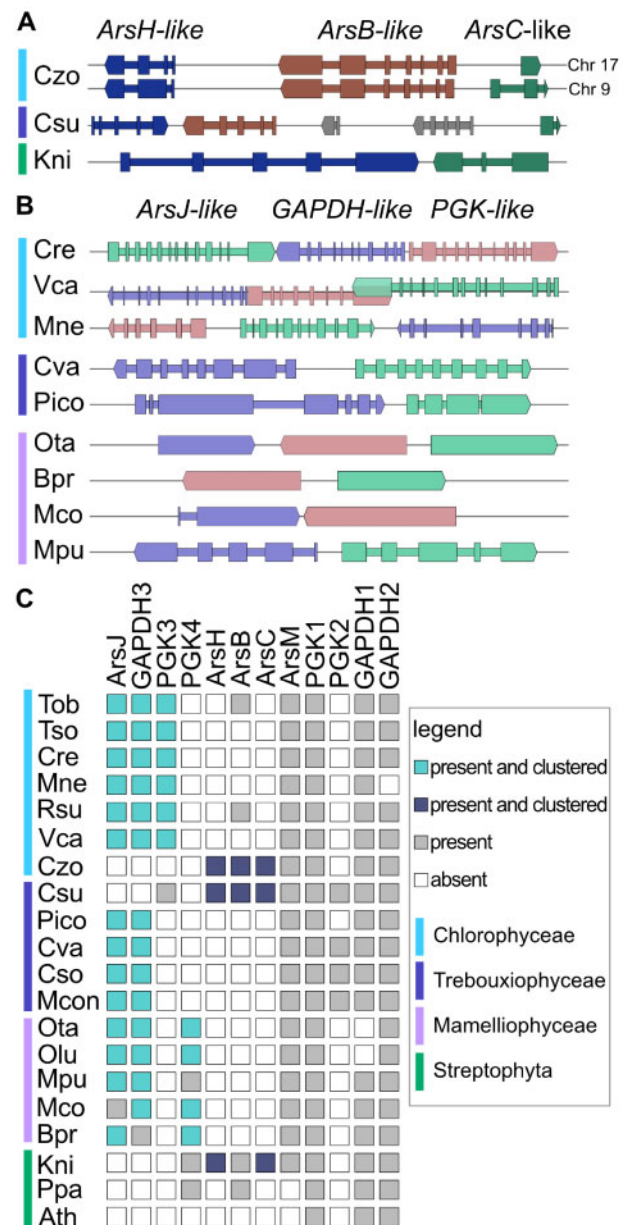 A
ArsH-like ArsB-like ArsC-like
Czo
Chr 17
Chr 9
Csu
Kni
B
ArsJ-like GAPDH-like PGK-like
Cre
Vca
Mne
Cva
Pico
Ota
Bpr
Mco
Mpu
C
ArsJ GAPDH3 PGK3 PGK4 ArsH ArsB ArsC ArsM PGK1 PGK2 GAPDH1 GAPDH2
Tob
Tso
Cre
Mne
Rsu
Vca
Czo
Csu
Pico
Cva
Cso
Mcon
Ota
Olu
Mpu
Mco
Bpr
Kni
Ppa
Ath
legend
present and clustered
present and clustered
present
absent
Chlorophyceae
Trebouxiophyceae
Mamelliophyceae
Streptophyta